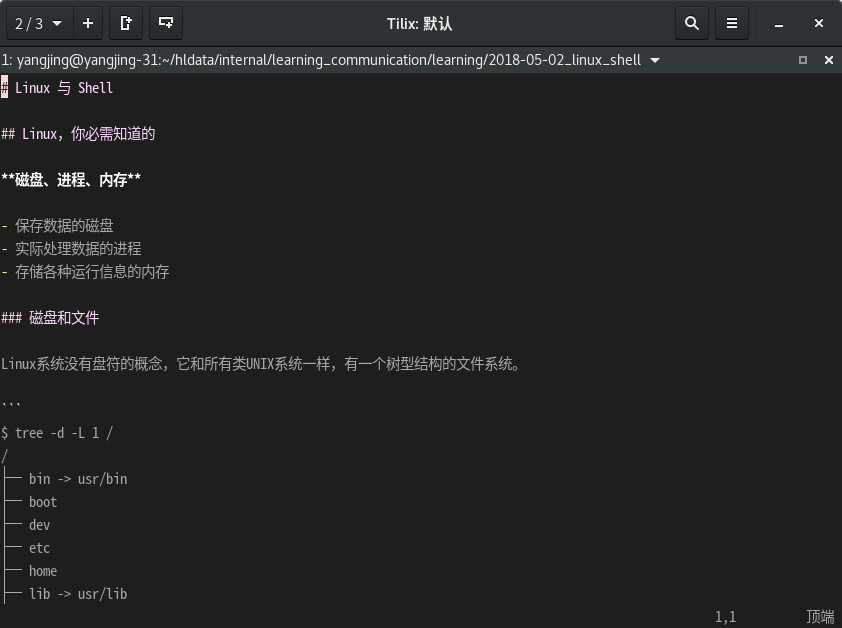 2 / 3
Tilix: 默认
1: yangjing@yangjing-31:~/hldata/internal/learning_communication/learning/2018-05-02_linux_shell
# Linux 与 Shell
## Linux，你必需知道的
**磁盘、进程、内存**
- 保存数据的磁盘
- 实际处理数据的进程
- 存储各种运行信息的内存
### 磁盘和文件
Linux系统没有盘符的概念，它和所有类UNIX系统一样，有一个树型结构的文件系统。
```
$ tree -d -L 1 /
/
├── bin -> usr/bin
├── boot
├── dev
├── etc
├── home
├── lib -> usr/lib
1,1 顶端